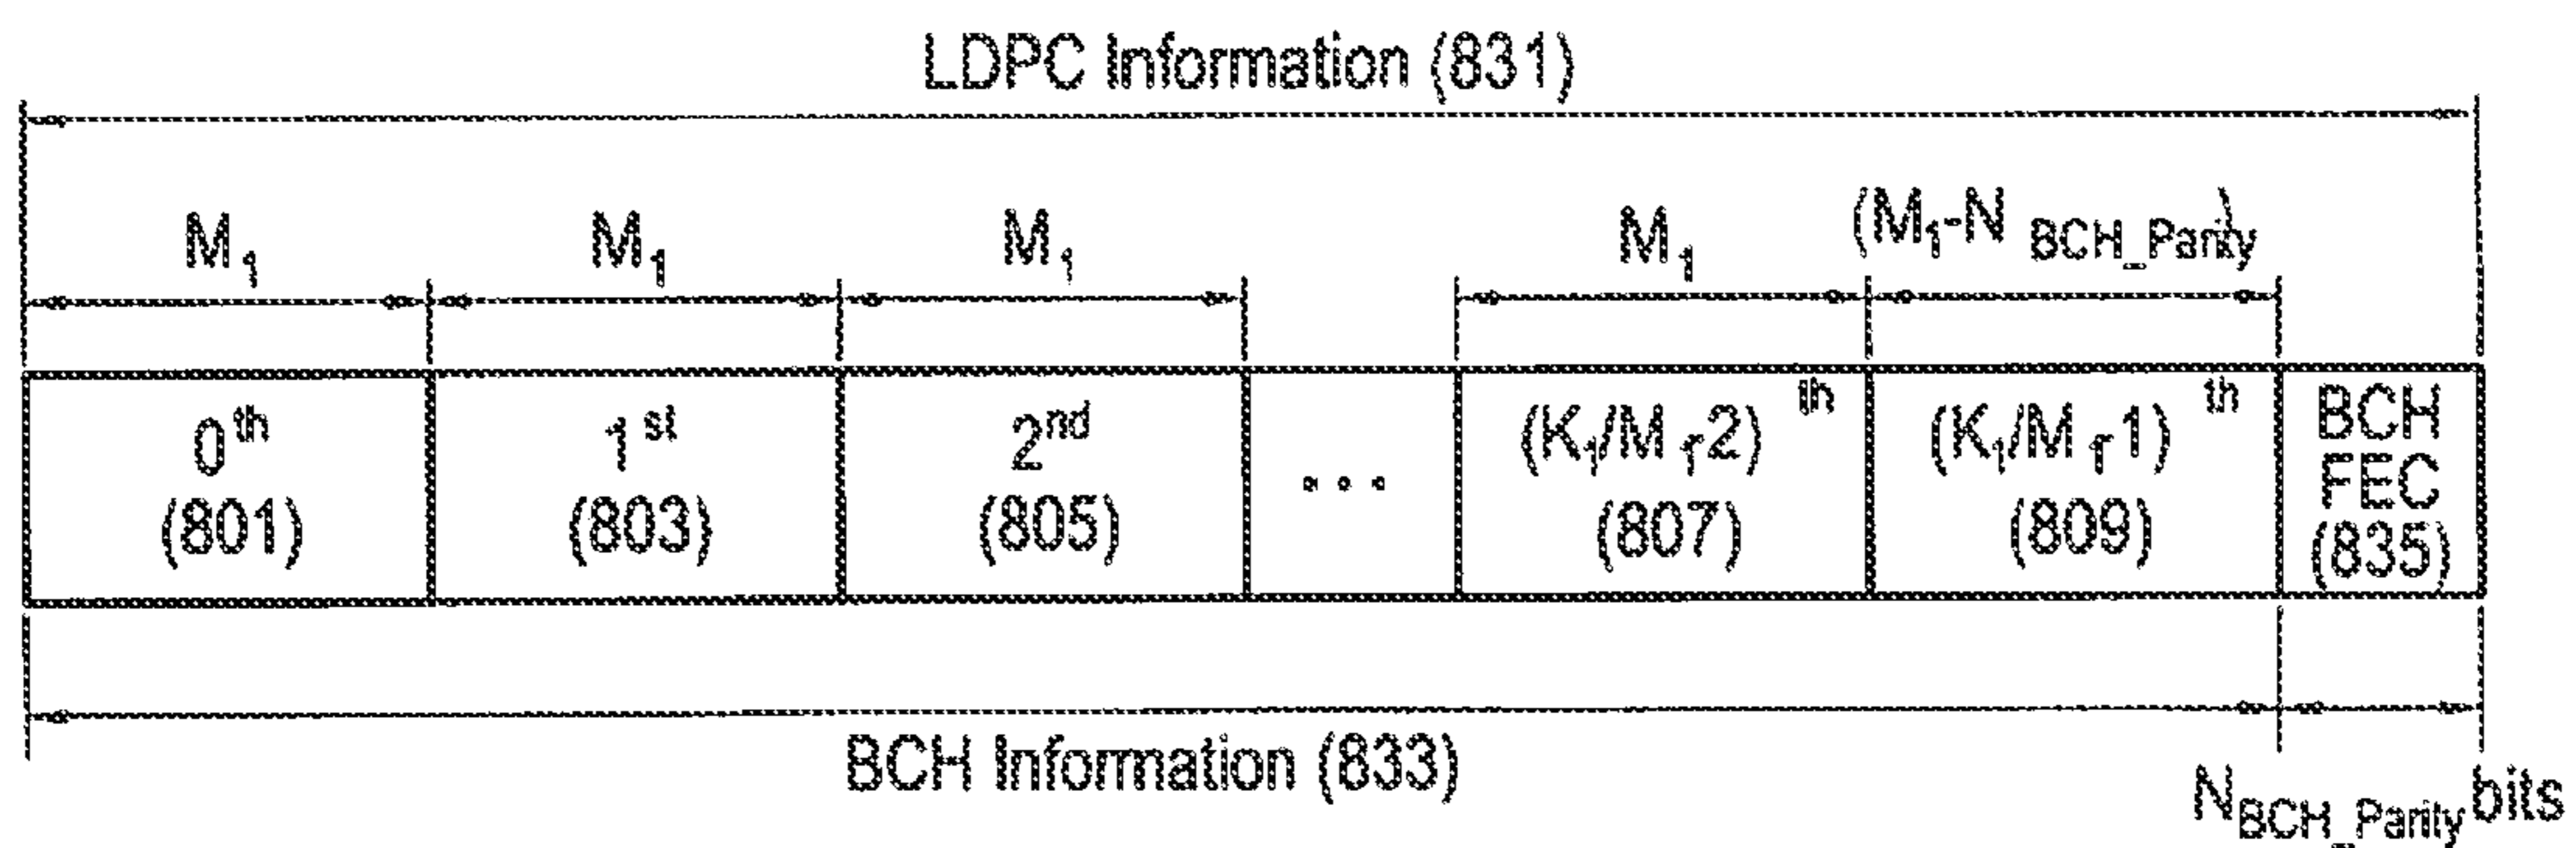 LDPC Information (831)
M₁ M₁ M₁ M₁ (M₁-N BCH_Parity)
0th 1st 2nd ... (K₁/M₁-2)th (K₁/M₁-1)th BCH
FEC
(801) (803) (805) (807) (809) (835)
BCH Information (833)
N BCH_Parity bits